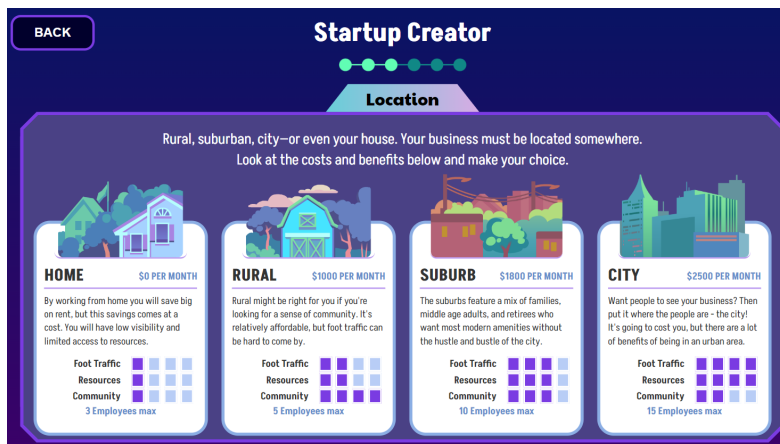 BACK
Startup Creator
Location
Rural, suburban, city—or even your house. Your business must be located somewhere.
Look at the costs and benefits below and make your choice.
HOME $0 PER MONTH
By working from home you will save big
on rent, but this savings comes at a
cost. You will have low visibility and
limited access to resources.
Foot Traffic
Resources
Community
3 Employees max
RURAL $1000 PER MONTH
Rural might be right for you if you're
looking for a sense of community. It's
relatively affordable, but foot traffic can
be hard to come by.
Foot Traffic
Resources
Community
5 Employees max
SUBURB $1800 PER MONTH
The suburbs feature a mix of families,
middle age adults, and retirees who
want most modern amenities without
the hustle and bustle of the city.
Foot Traffic
Resources
Community
10 Employees max
CITY $2500 PER MONTH
Want people to see your business? Then
put it where the people are - the city!
It's going to cost you, but there are a lot
of benefits of being in an urban area.
Foot Traffic
Resources
Community
15 Employees max